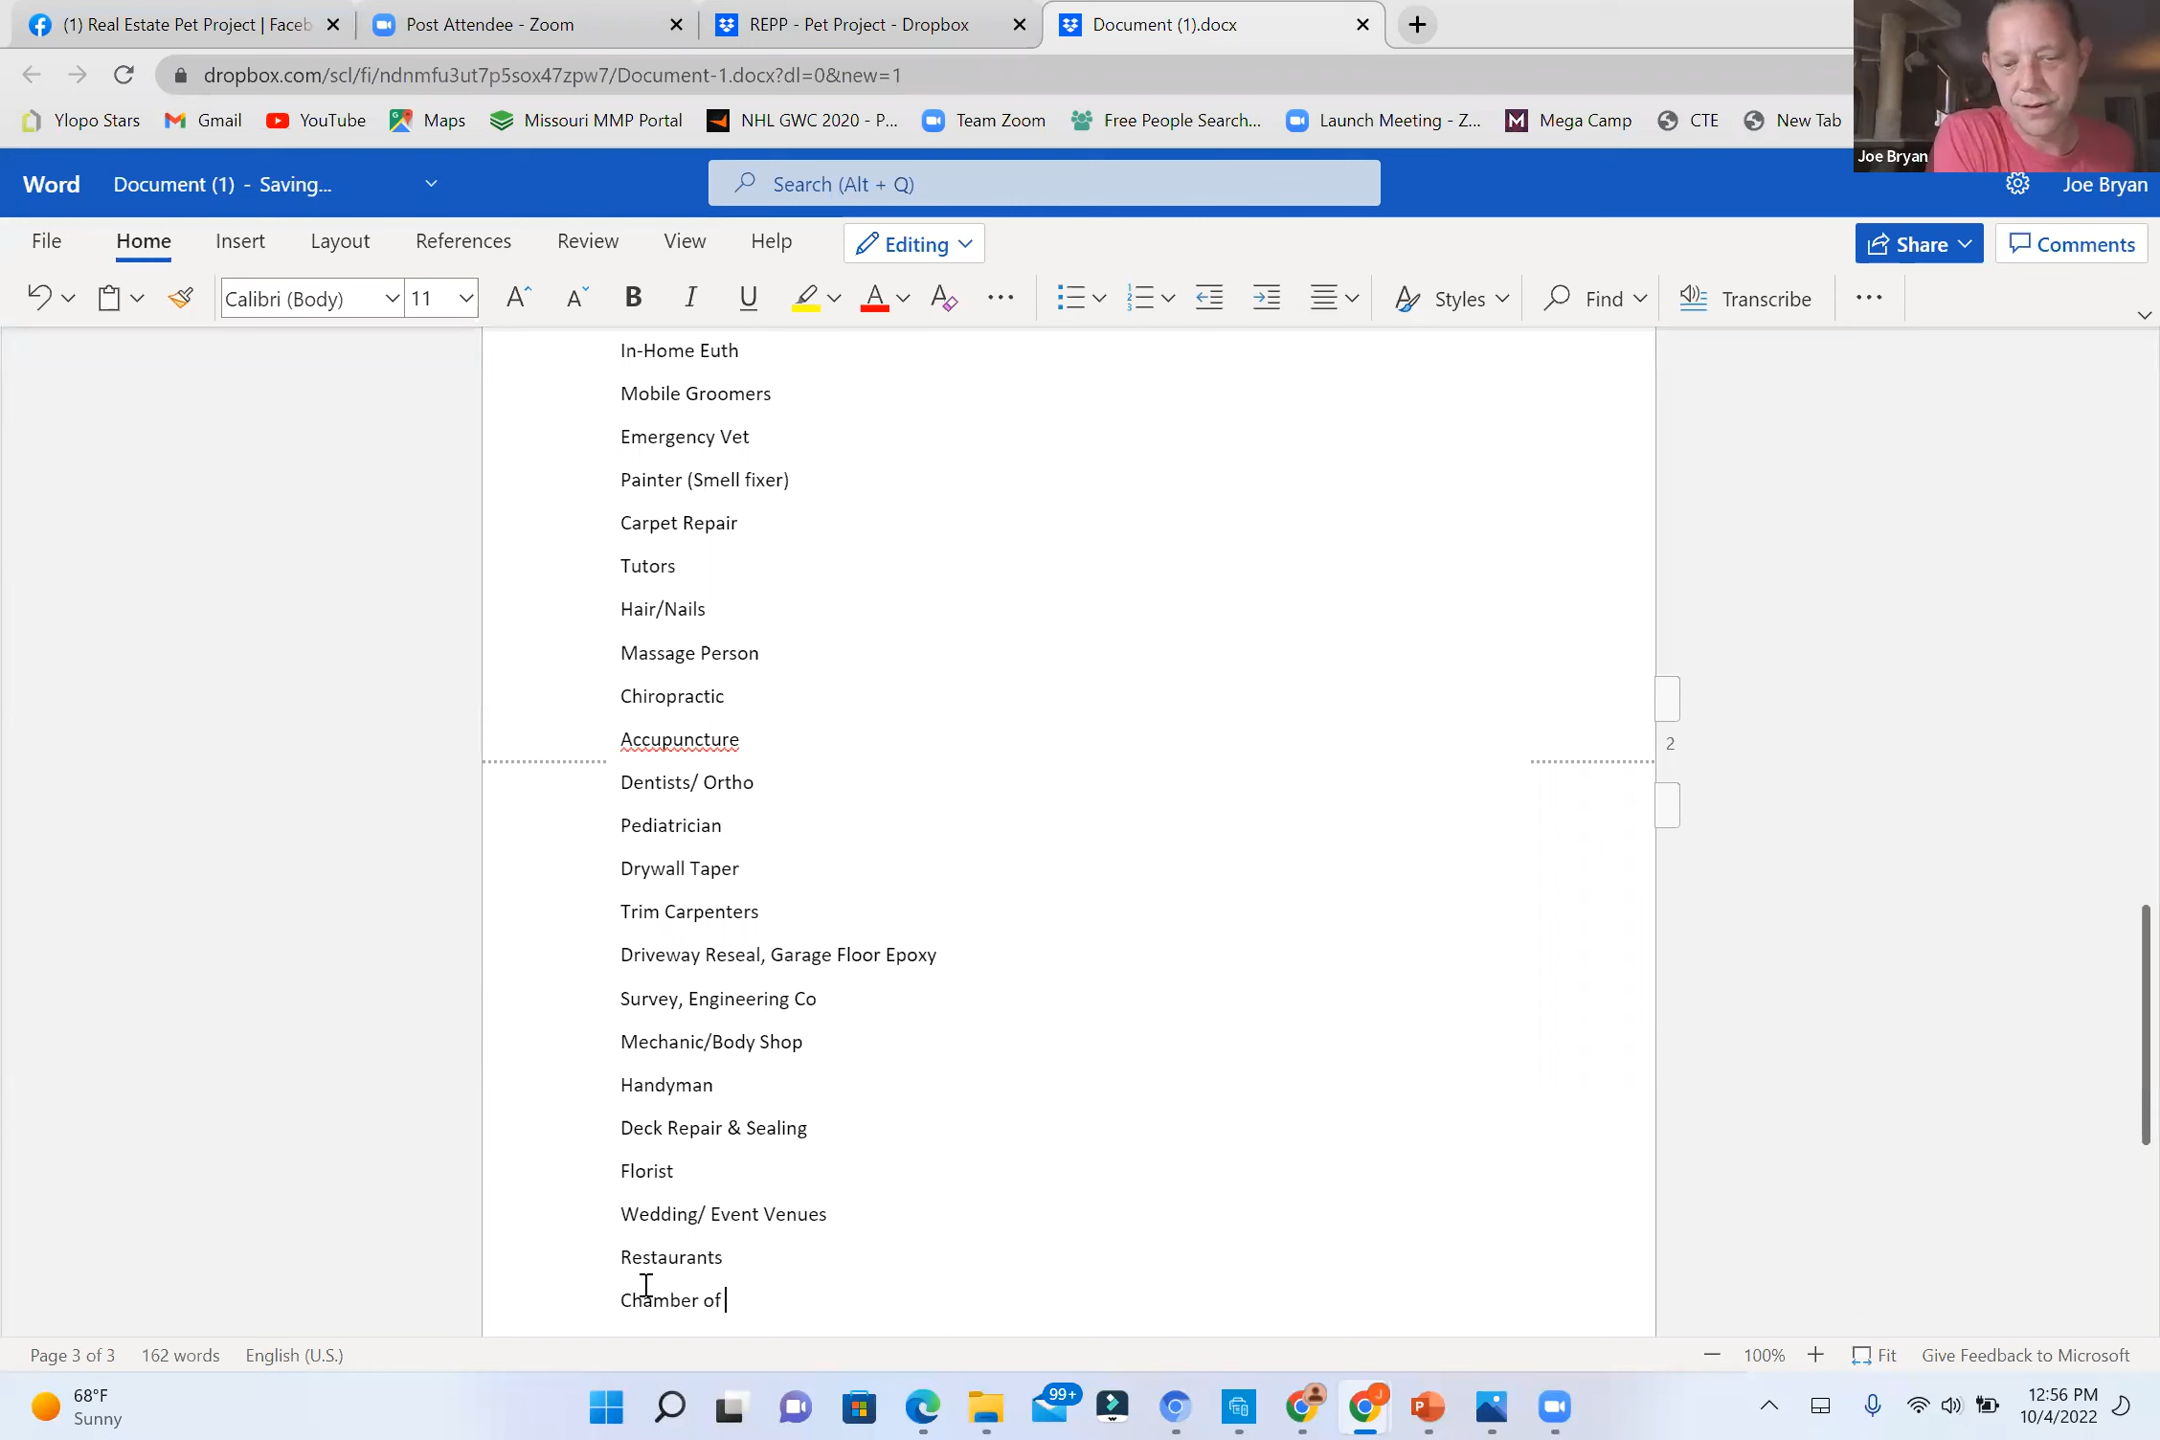 (1) Real Estate Pet Project | Faceb
Post Attendee - Zoom
REPP - Pet Project - Dropbox
Document (1).docx
dropbox.com/scl/fi/ndnmfu3ut7p5sox47zpw7/Document-1.docx?dl=0&new=1
Ylopo Stars
Gmail
YouTube
Maps
Missouri MMP Portal
NHL GWC 2020 - P...
Team Zoom
Free People Search...
Launch Meeting - Z...
Mega Camp
CTE
New Tab
Joe Bryan
Word
Document (1) - Saving...
Search (Alt + Q)
Joe Bryan
File
Home
Insert
Layout
References
Review
View
Help
Editing
Share
Comments
Calibri (Body)
11
Styles
Find
Transcribe
In-Home Euth
Mobile Groomers
Emergency Vet
Painter (Smell fixer)
Carpet Repair
Tutors
Hair/Nails
Massage Person
Chiropractic
Accupuncture
2
Dentists/ Ortho
Pediatrician
Drywall Taper
Trim Carpenters
Driveway Reseal, Garage Floor Epoxy
Survey, Engineering Co
Mechanic/Body Shop
Handyman
Deck Repair & Sealing
Florist
Wedding/ Event Venues
Restaurants
Chamber of
Page 3 of 3
162 words
English (U.S.)
100%
Fit
Give Feedback to Microsoft
68°F
Sunny
99+
12:56 PM
10/4/2022